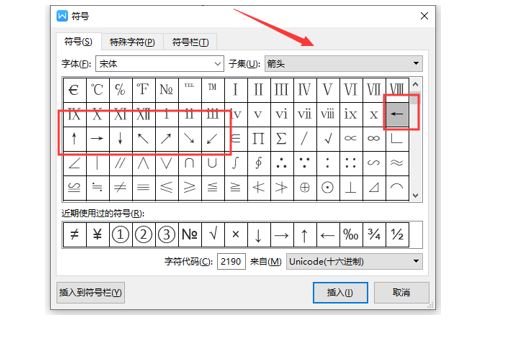 符号
符号(S) 特殊字符(P) 符号栏(T)
字体(F): 宋体 子集(U): 箭头
€ ℃ ℅ ℉ № ℡ ™ Ⅰ Ⅱ Ⅲ Ⅳ Ⅴ Ⅵ Ⅶ Ⅷ
Ⅸ Ⅹ Ⅺ Ⅻ ⅰ ⅱ ⅲ ⅳ ⅴ ⅵ ⅶ ⅷ ⅸ ⅹ ←
↑ → ↓ ↖ ↗ ↘ ↙ ∈ ∏ ∑ ∕ √ ∝ ∞ ∟
∠ ∣ ∥ ∧ ∨ ∩ ∪ ∫ ∮ ∴ ∵ ∶ ∷ ∽ ≈
≌ ≒ ≠ ≡ ≤ ≥ ≦ ≧ ≮ ≯ ⊕ ⊙ ⊥ ⊿ ⌒
近期使用过的符号(R):
≠ ¥ ① ② ③ № √ × ↓ → ↑ ← ‰ ¾ ½
字符代码(C): 2190 来自(M) Unicode(十六进制)
插入到符号栏(Y) 插入(I) 取消